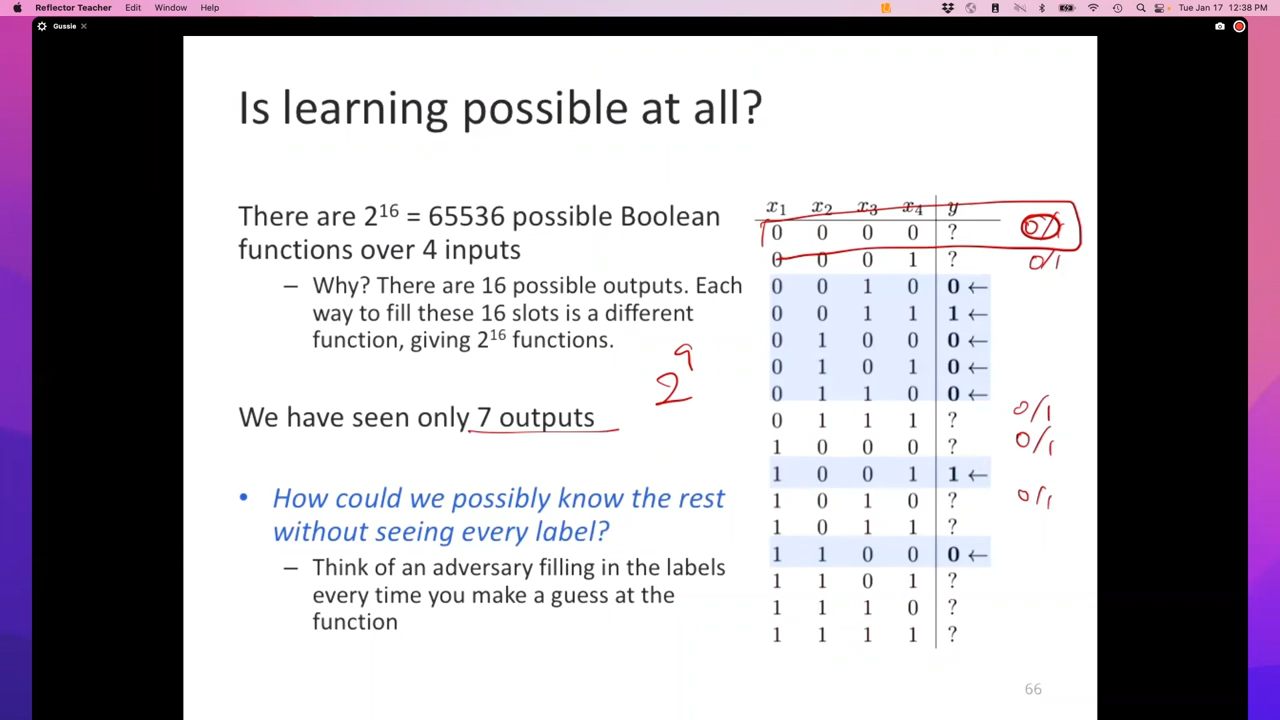 Reflector Teacher Edit Window Help Tue Jan 17 12:38 PM
Gussie
Is learning possible at all?
There are 2¹⁶ = 65536 possible Boolean
functions over 4 inputs
– Why? There are 16 possible outputs. Each
way to fill these 16 slots is a different
function, giving 2¹⁶ functions.
2⁹
We have seen only 7 outputs
• How could we possibly know the rest
without seeing every label?
– Think of an adversary filling in the labels
every time you make a guess at the
function
x₁ x₂ x₃ x₄ y
0 0 0 0 ? 0/1
0 0 0 1 ? 0/1
0 0 1 0 0 ←
0 0 1 1 1 ←
0 1 0 0 0 ←
0 1 0 1 0 ←
0 1 1 0 0 ←
0 1 1 1 ? 0/1
1 0 0 0 ? 0/1
1 0 0 1 1 ←
1 0 1 0 ? 0/1
1 0 1 1 ?
1 1 0 0 0 ←
1 1 0 1 ?
1 1 1 0 ?
1 1 1 1 ?
66